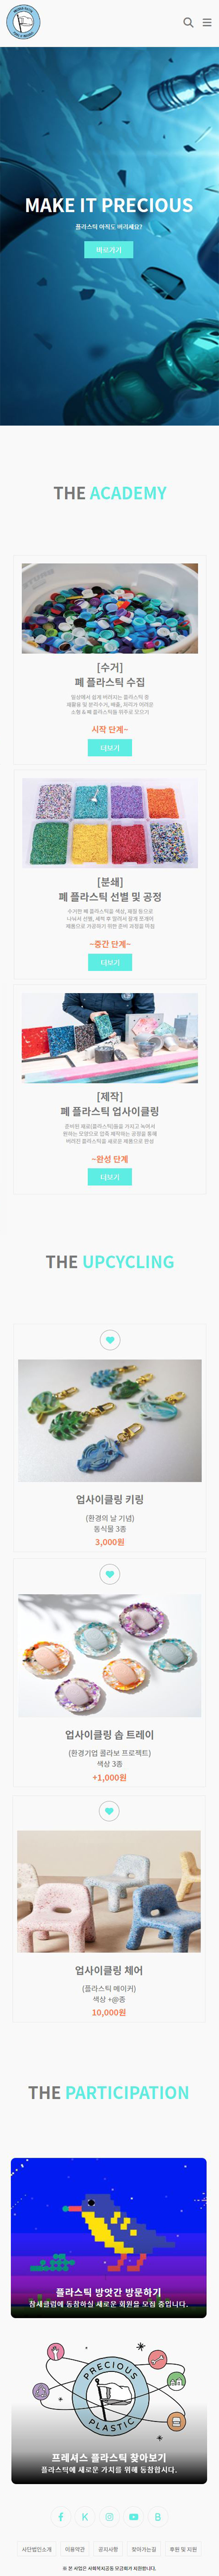 MAKE IT PRECIOUS
플라스틱 아직도 버리세요?
바로가기
THE ACADEMY
[수거]
폐 플라스틱 수집
일상에서 쉽게 버려지는 플라스틱 중
재활용 및 분리수거, 배출, 처리가 어려운
소형 & 폐 플라스틱들 위주로 모으기
시작 단계~
더보기
[분쇄]
폐 플라스틱 선별 및 공정
수거한 폐 플라스틱을 색상, 재질 등으로
나눠서 선별, 세척 후 말려서 잘게 쪼개어
제품으로 가공하기 위한 준비 과정을 마침
~중간 단계~
더보기
[제작]
폐 플라스틱 업사이클링
준비된 재료(플라스틱)들을 가지고 녹여서
원하는 모양으로 압축 제작하는 공정을 통해
버려진 플라스틱을 새로운 제품으로 완성
~완성 단계
더보기
THE UPCYCLING
업사이클링 키링
(환경의 날 기념)
동식물 3종
3,000원
업사이클링 솝 트레이
(환경기업 콜라보 프로젝트)
색상 3종
+1,000원
업사이클링 체어
(플라스틱 메이커)
색상 +@종
10,000원
THE PARTICIPATION
플라스틱 방앗간 방문하기
참새클럽에 동참하실 새로운 회원을 모집 중입니다.
PRECIOUS
PLASTIC
프레셔스 플라스틱 찾아보기
플라스틱에 새로운 가치를 위해 동참합시다.
사단법인소개
이용약관
공지사항
찾아가는길
후원 및 지원
※ 본 사업은 사회복지공동 모금회가 지원합니다.